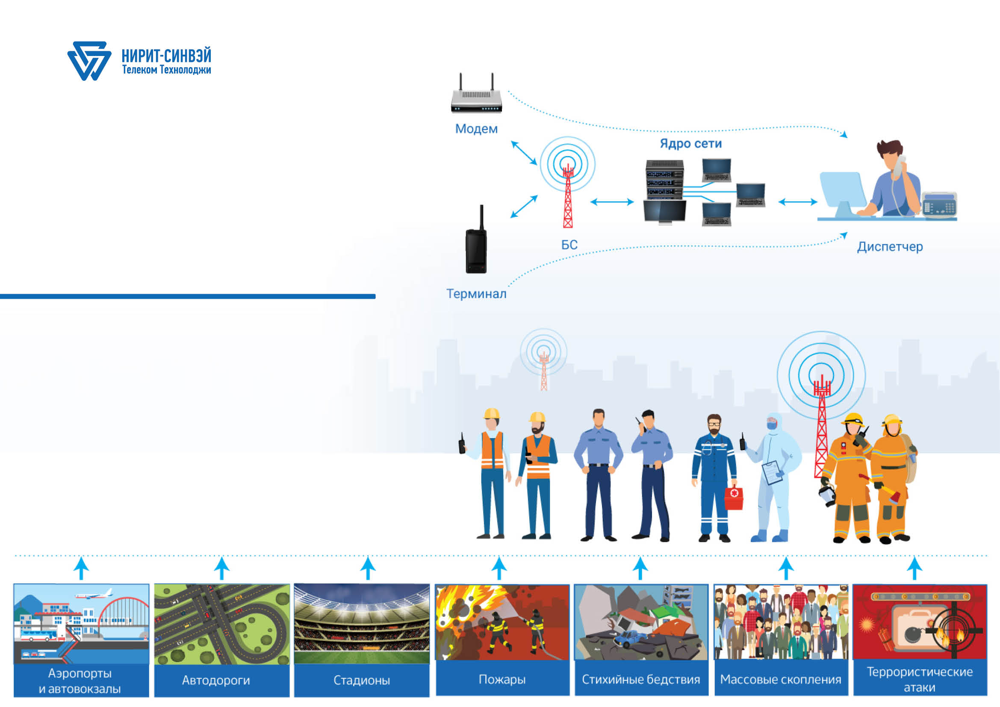 НИРИТ-СИНВЭЙ
Телеком Технолоджи
Модем
Ядро сети
БС
Диспетчер
Терминал
Аэропорты
и автовокзалы
Автодороги
Стадионы
Пожары
Стихийные бедствия
Массовые скопления
Террористические
атаки